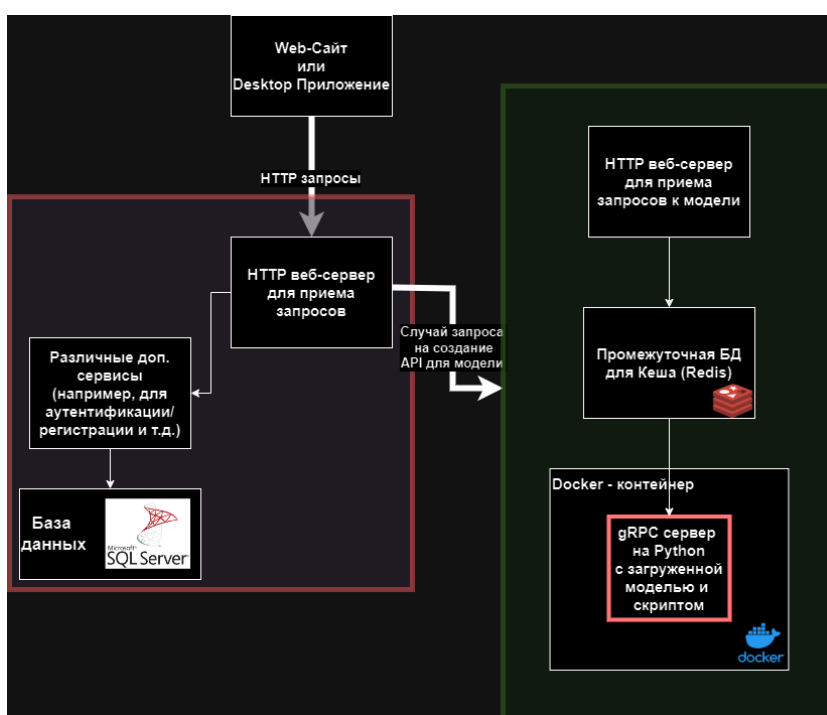 Web-Сайт
или
Desktop Приложение
HTTP запросы
HTTP веб-сервер
для приема
запросов
Случай запроса
на создание
API для модели
Различные доп.
сервисы
(например, для
аутентификации/
регистрации и т.д.)
База
данных
Microsoft
SQL Server
HTTP веб-сервер
для приема
запросов к модели
Промежуточная БД
для Кеша (Redis)
Docker - контейнер
gRPC сервер
на Python
с загруженной
моделью и
скриптом
docker